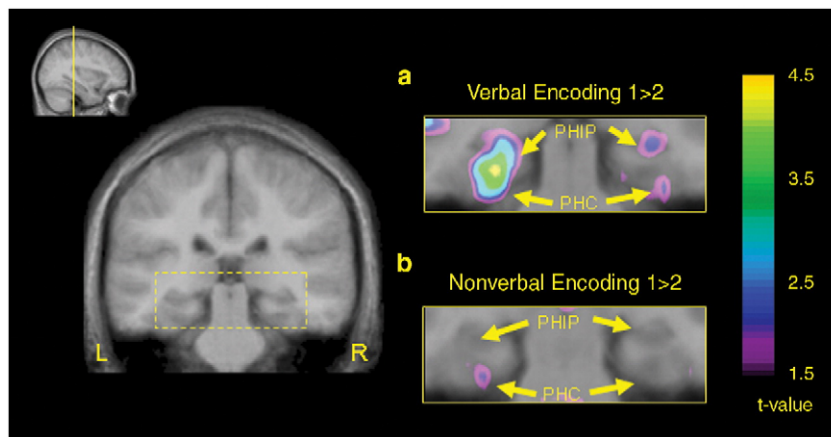 L
R
a
Verbal Encoding 1>2
PHIP
PHC
b
Nonverbal Encoding 1>2
PHIP
PHC
4.5
3.5
2.5
1.5
t-value